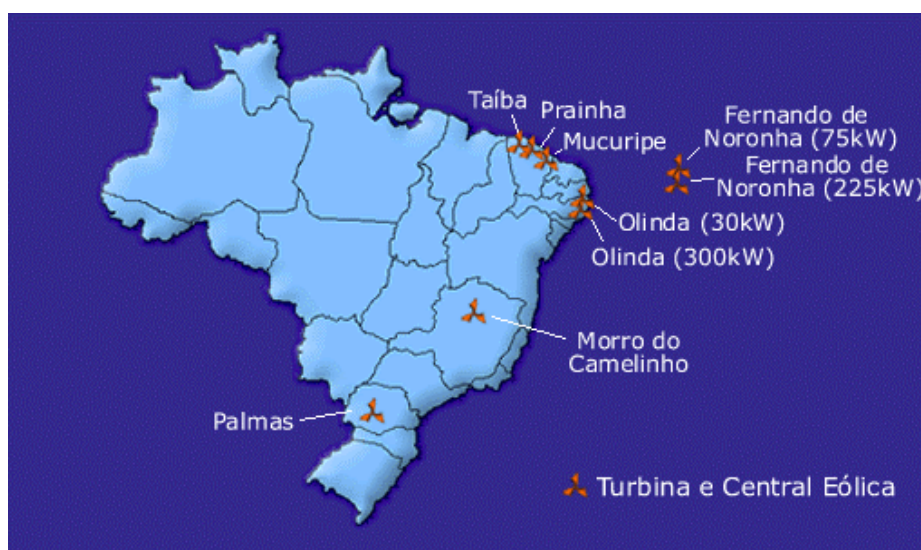 Taíba
Prainha
Mucuripe
Fernando de
Noronha (75kW)
Fernando de
Noronha (225kW)
Olinda (30kW)
Olinda (300kW)
Morro do
Camelinho
Palmas
Turbina e Central Eólica